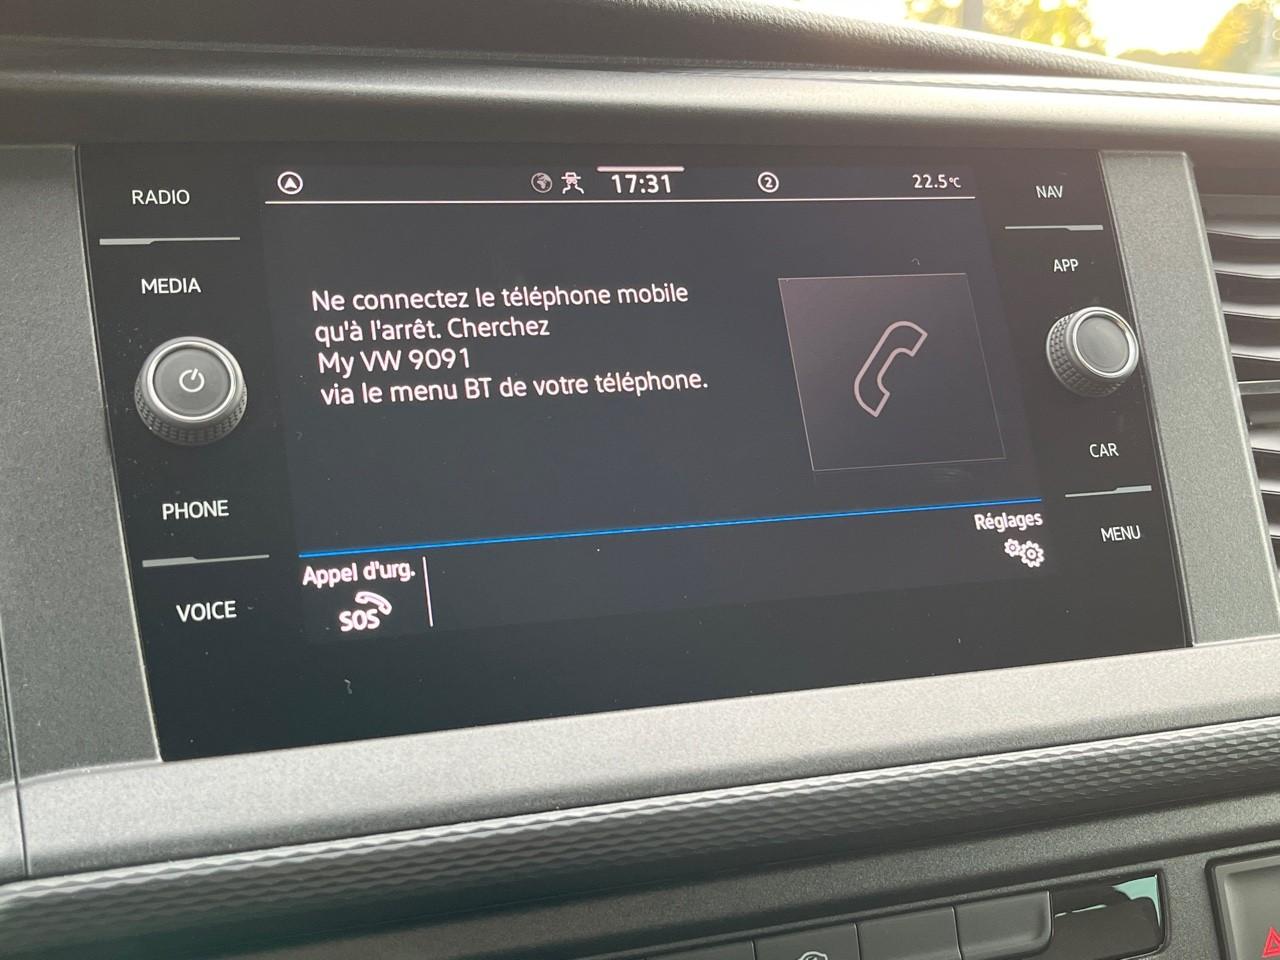 RADIO
MEDIA
PHONE
VOICE
17:31
2
22.5°C
Ne connectez le téléphone mobile
qu'à l'arrêt. Cherchez
My VW 9091
via le menu BT de votre téléphone.
Appel d'urg.
SOS
Réglages
NAV
APP
CAR
MENU